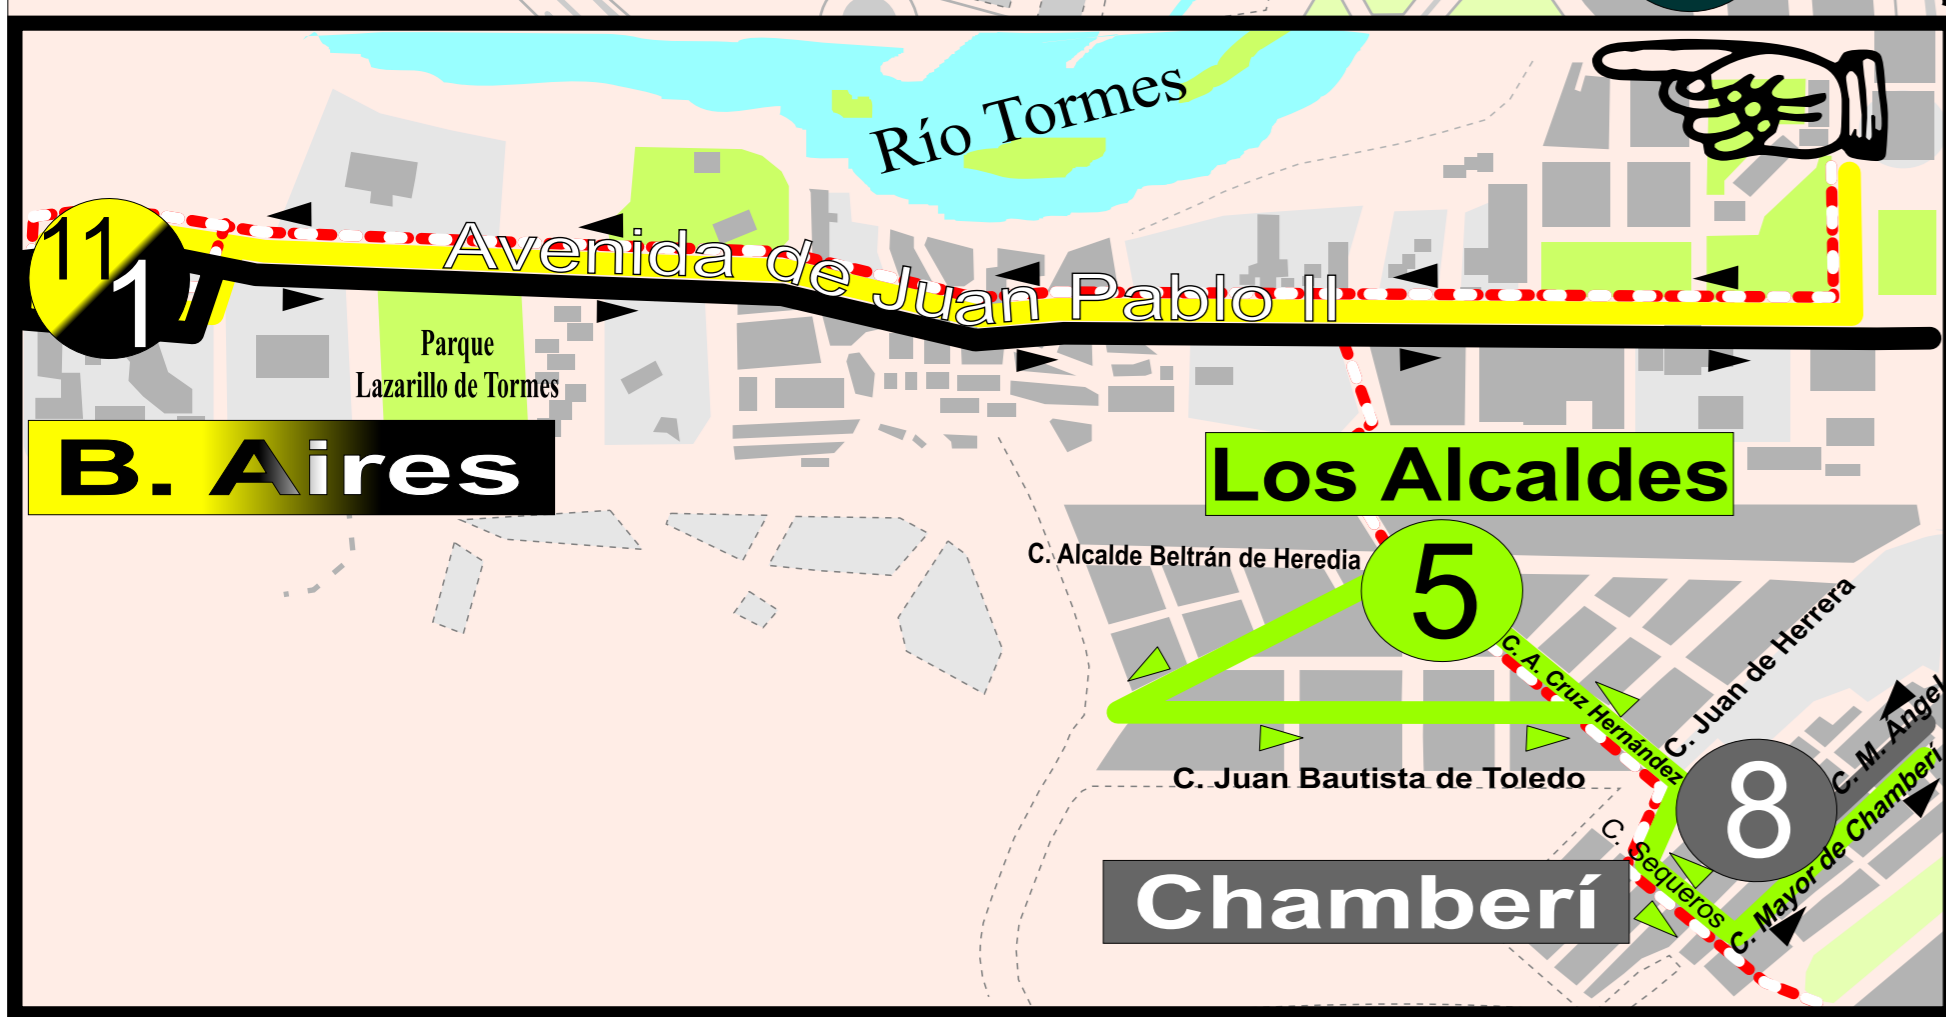 Río Tormes
11
1
Avenida de Juan Pablo II
Parque
Lazarillo de Tormes
B. Aires
Los Alcaldes
C. Alcalde Beltrán de Heredia
5
C. A. Cruz Hernández
C. Juan de Herrera
C. M. Ángel
C. Juan Bautista de Toledo
8
C. Mayor de Chamberí
C. Sequeros
Chamberí